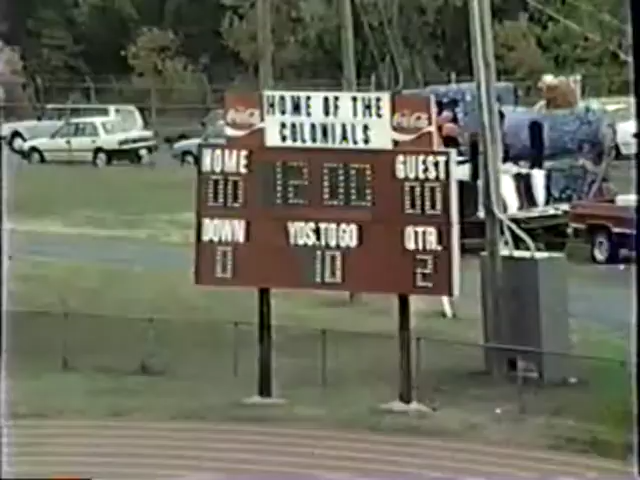 Coca-Cola HOME OF THE COLONIALS Coca-Cola
HOME 12:00 GUEST
00 00
DOWN YDS. TO GO QTR.
0 10 2